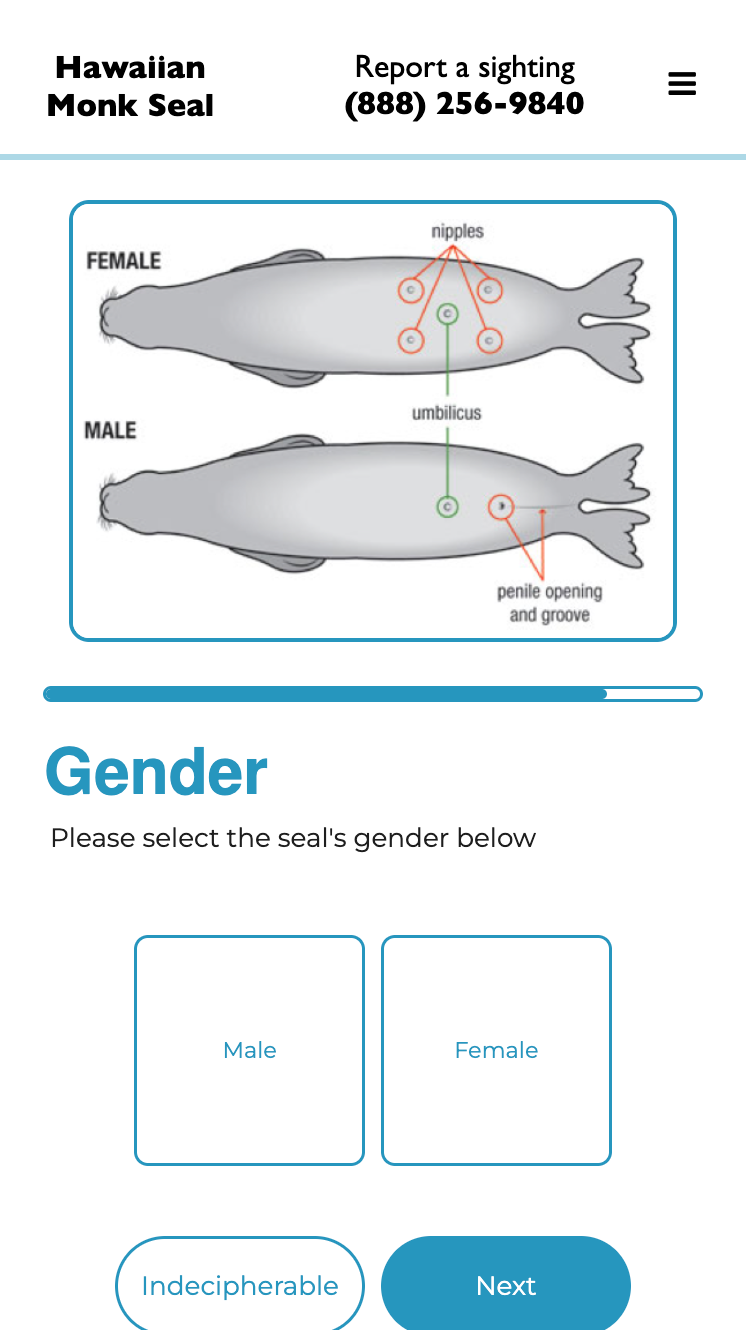 Hawaiian
Monk Seal
Report a sighting
(888) 256-9840
nipples
FEMALE
umbilicus
MALE
penile opening
and groove
Gender
Please select the seal's gender below
Male
Female
Indecipherable
Next